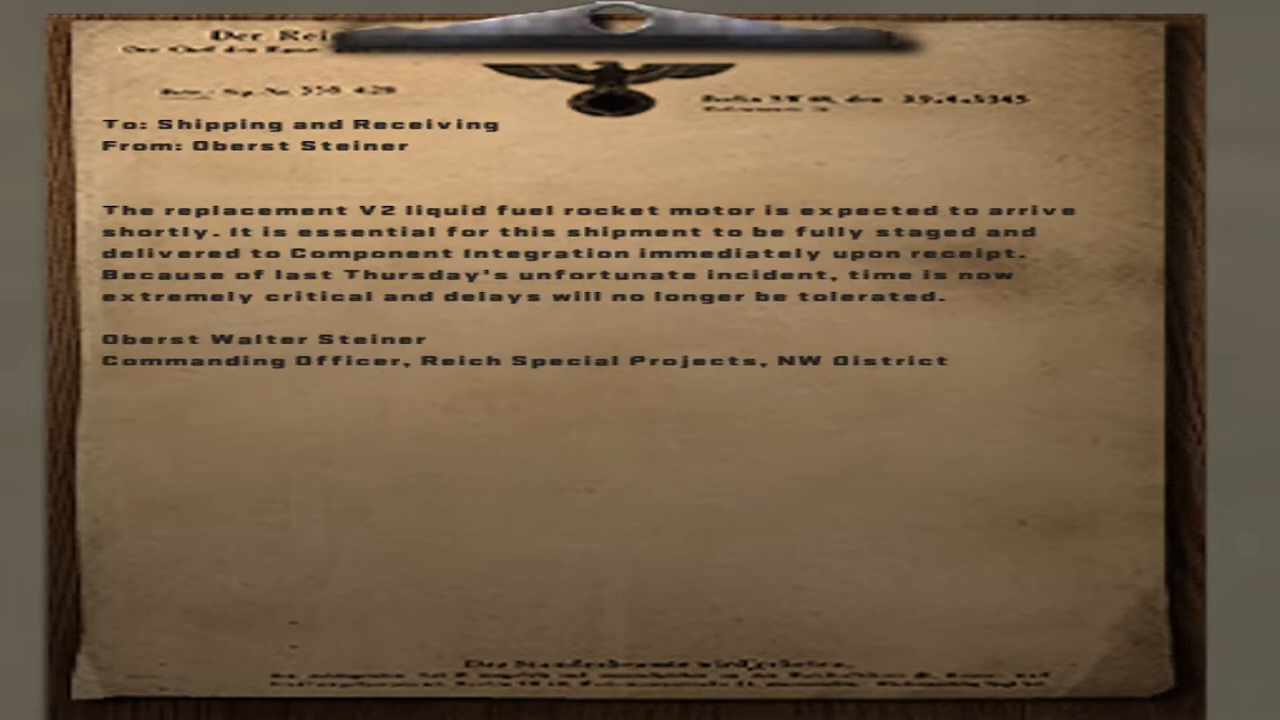 Der Rei
To: Shipping and Receiving
From: Oberst Steiner
The replacement V2 liquid fuel rocket motor is expected to arrive
shortly. It is essential for this shipment to be fully staged and
delivered to Component Integration immediately upon receipt.
Because of last Thursday's unfortunate incident, time is now
extremely critical and delays will no longer be tolerated.
Oberst Walter Steiner
Commanding Officer, Reich Special Projects, NW District